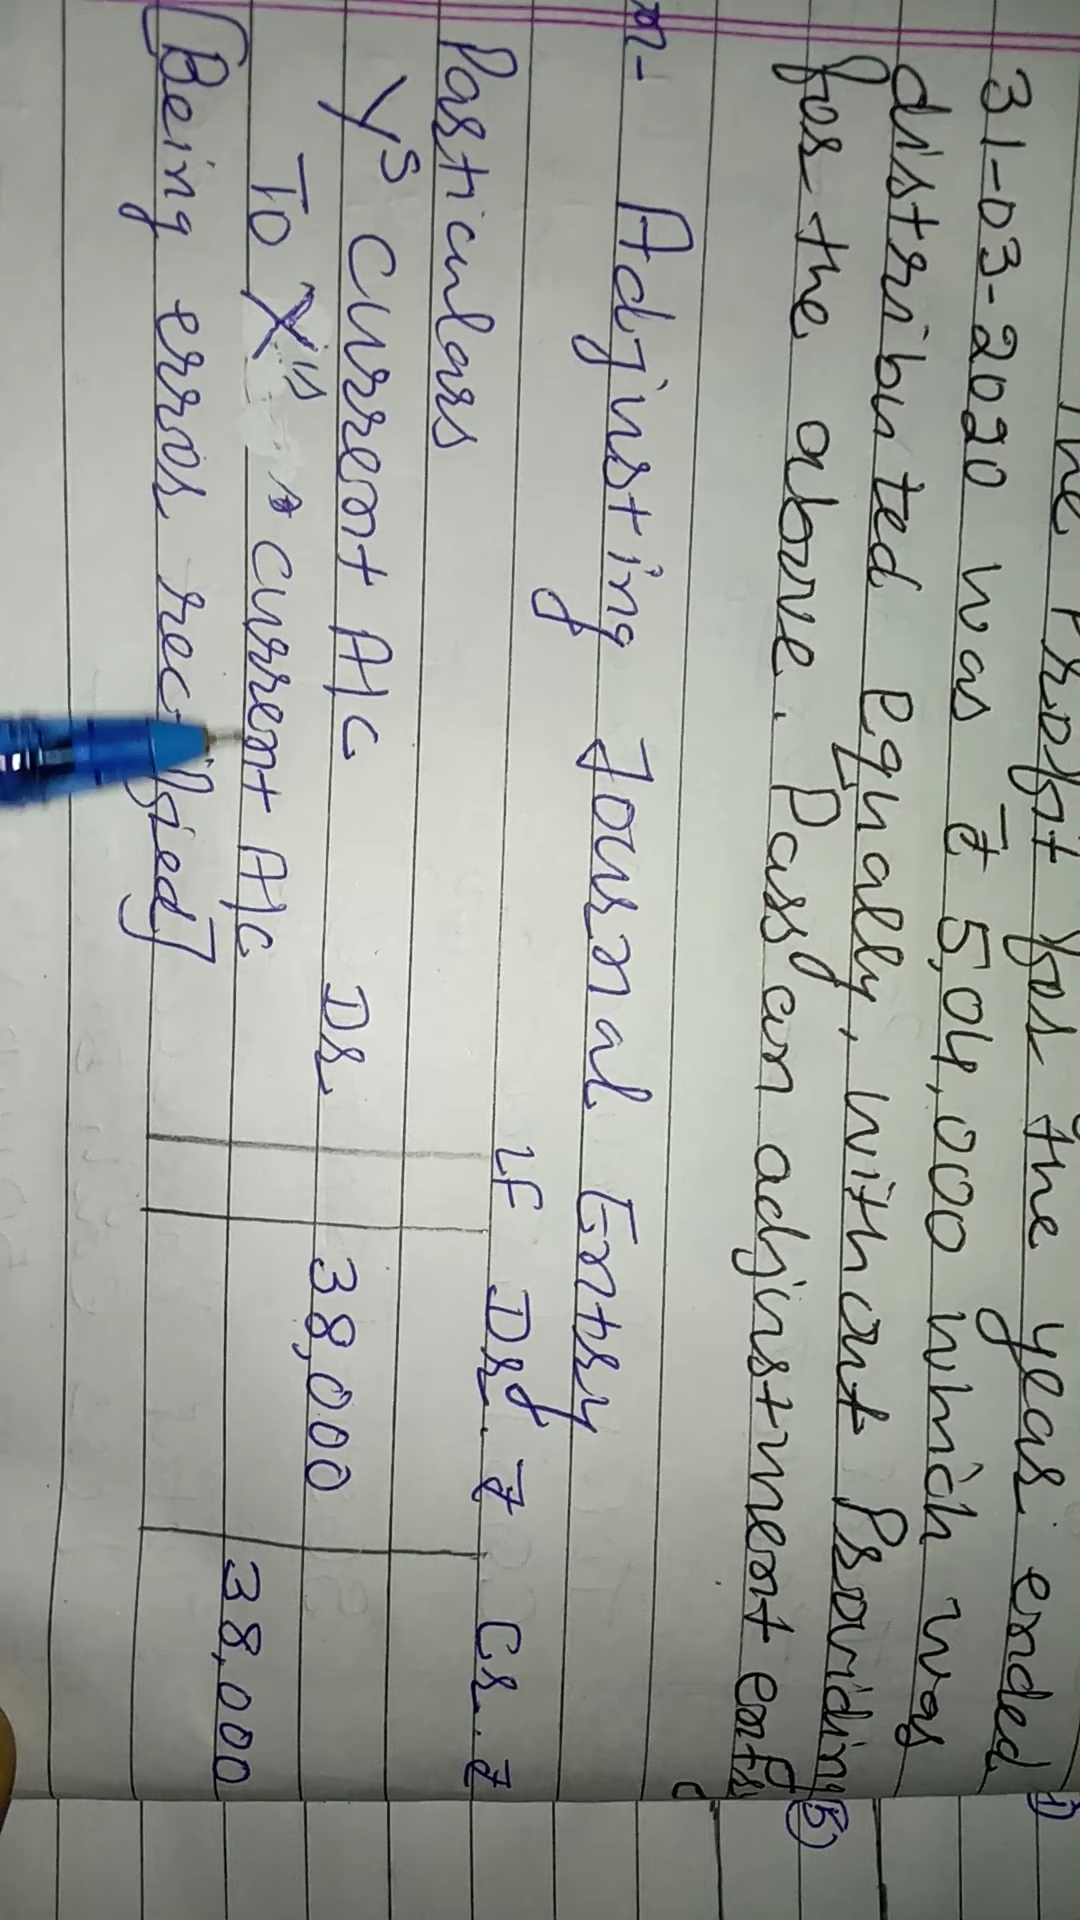 The Profit for the year ended
31-03-2020 was ₹ 5,04,000 which was
distributed equally, without Providing
for the above. Pass an adjustment
Adjusting Journal Entry
Particulars LF Dr. ₹ Cr. ₹
Y's Current A/c Dr. 38,000
To X's Current A/c 38,000
[Being error rectified]